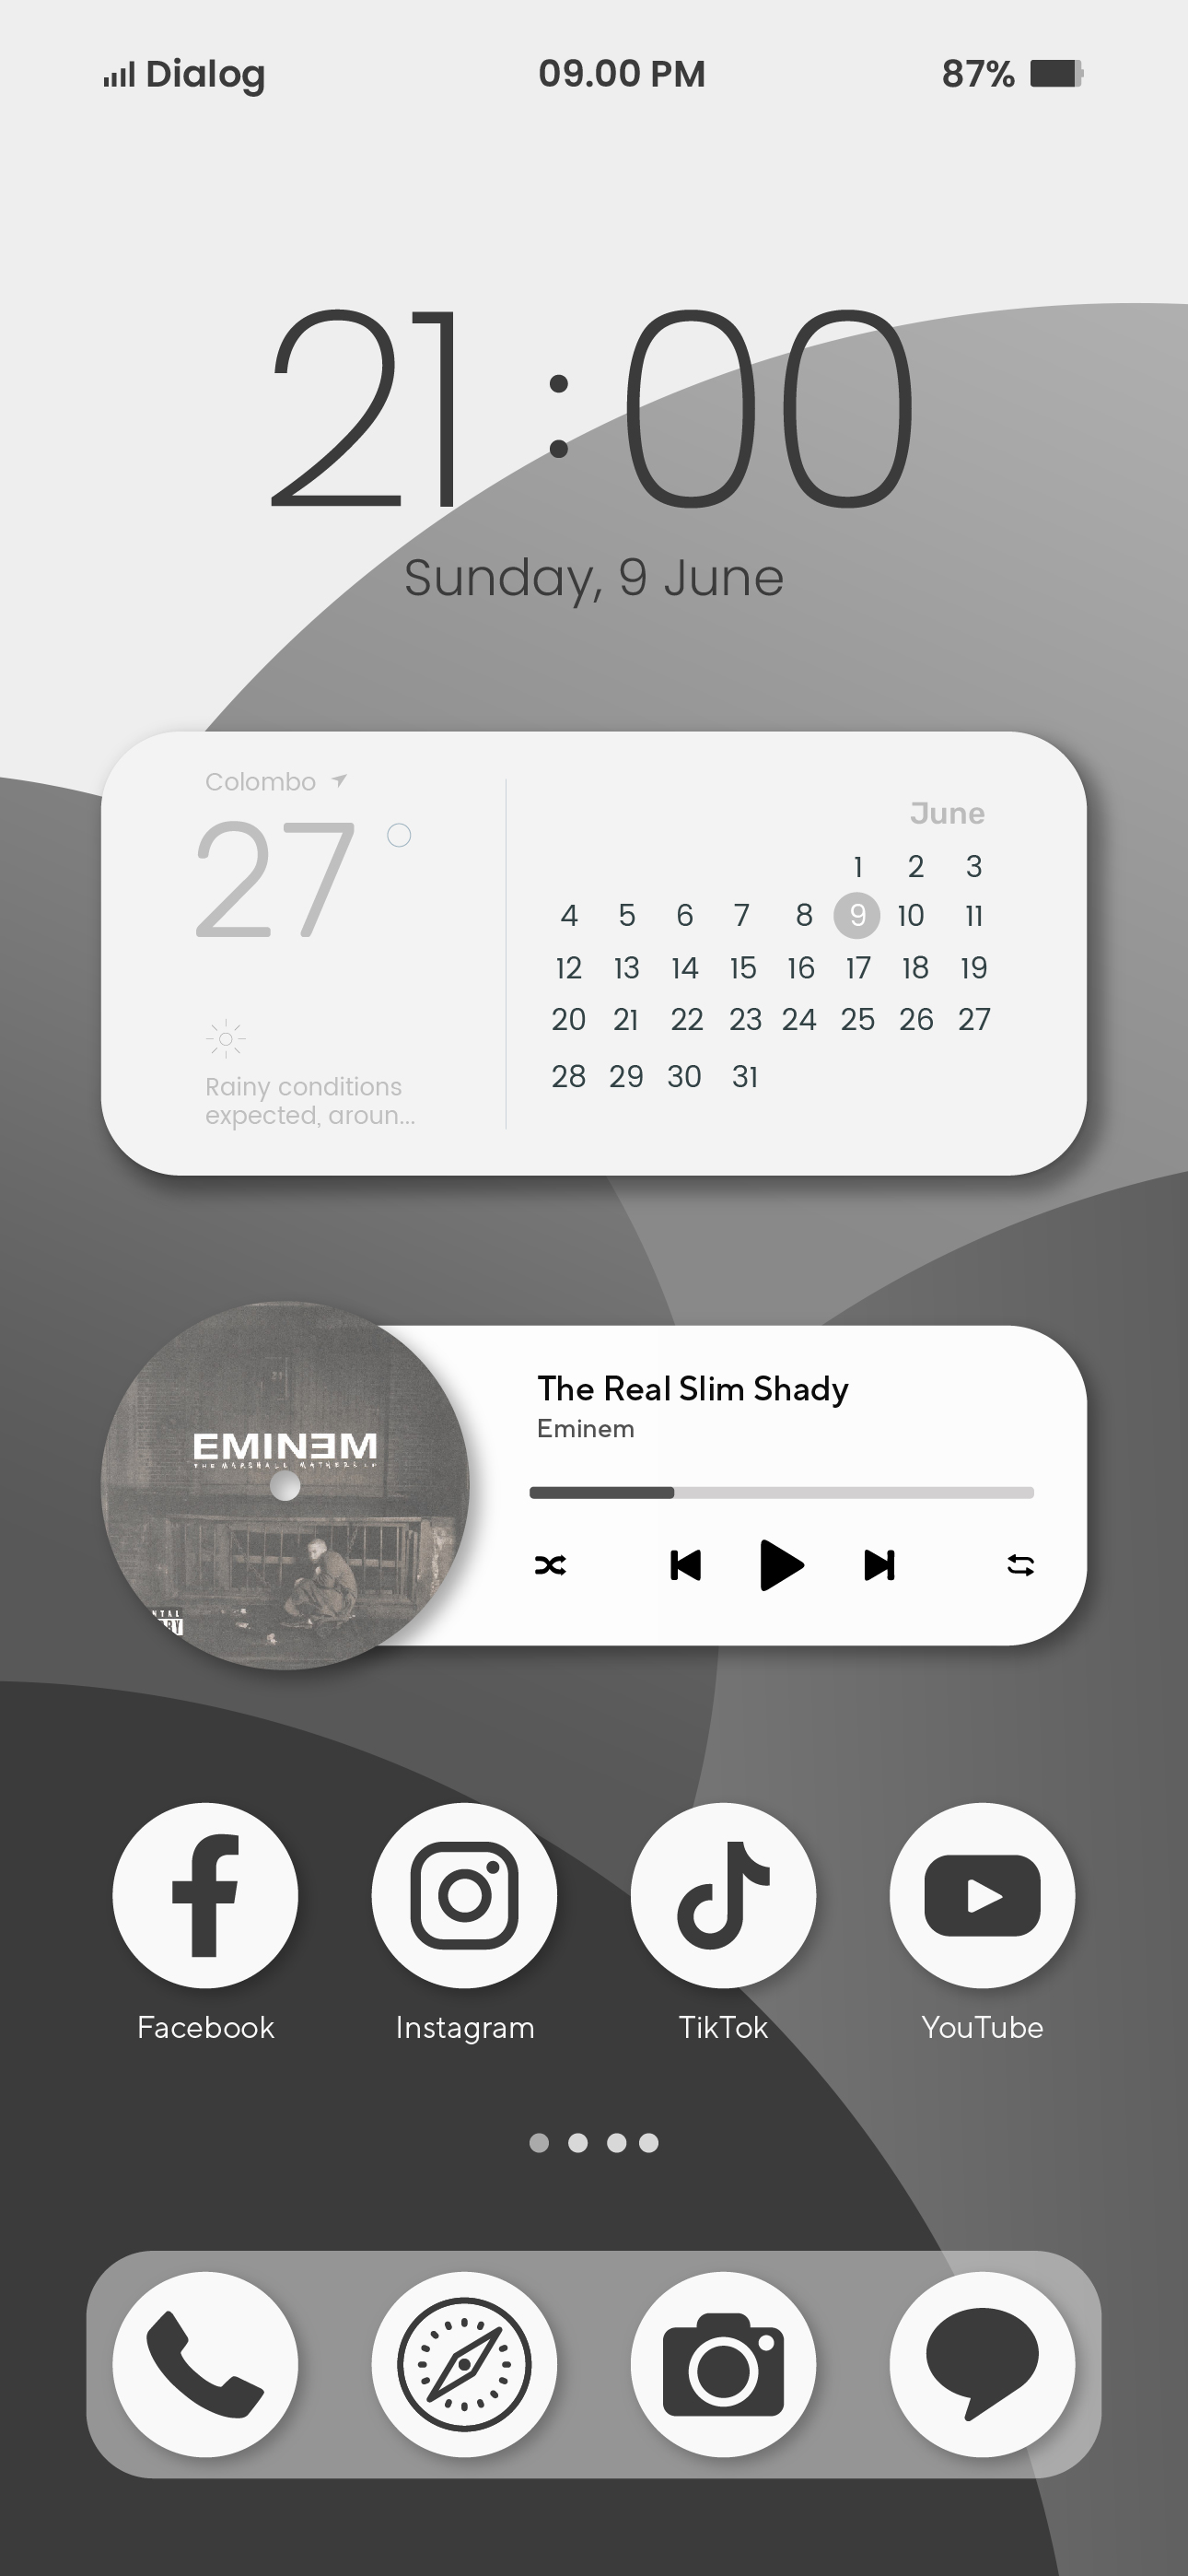 Dialog 09.00 PM 87%
21 : 00
Sunday, 9 June
Colombo
27
Rainy conditions
expected, aroun...
June
1 2 3
4 5 6 7 8 9 10 11
12 13 14 15 16 17 18 19
20 21 22 23 24 25 26 27
28 29 30 31
EMINƎM
THE MARSHALL MATHERS LP
The Real Slim Shady
Eminem
Facebook Instagram TikTok YouTube